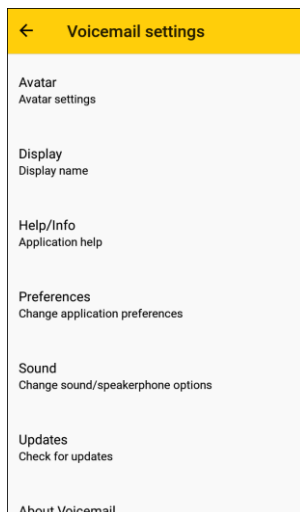 Voicemail settings
Avatar
Avatar settings
Display
Display name
Help/Info
Application help
Preferences
Change application preferences
Sound
Change sound/speakerphone options
Updates
Check for updates
About Voicemail